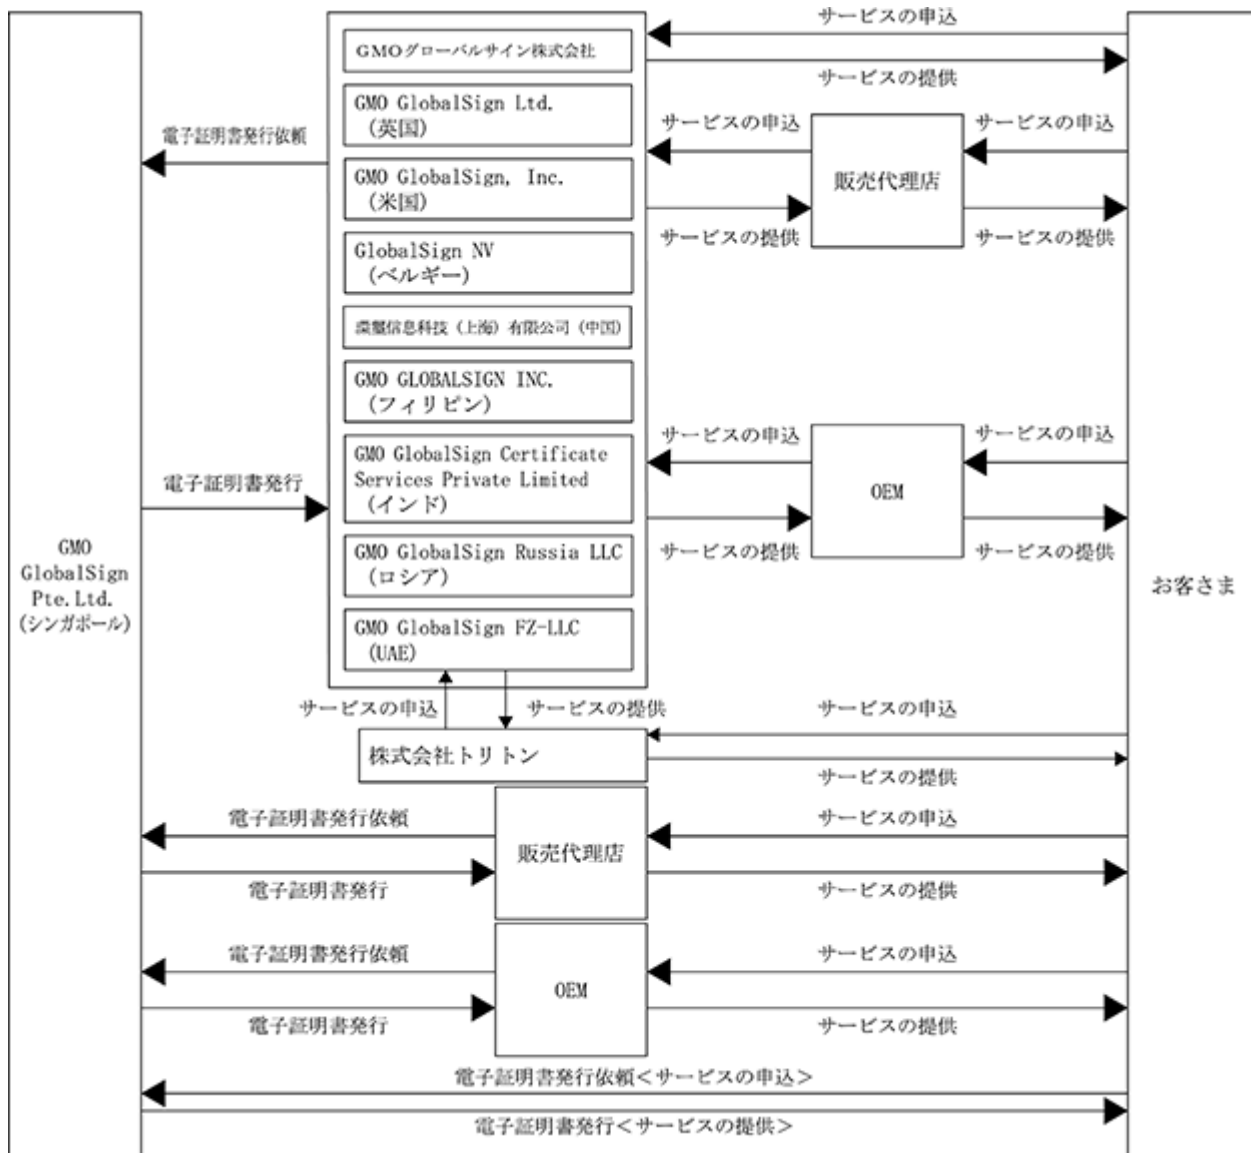 サービスの申込
GMOグローバルサイン株式会社
サービスの提供
GMO GlobalSign Ltd.
(英国)
電子証明書発行依頼
サービスの申込
サービスの申込
GMO GlobalSign, Inc.
(米国)
販売代理店
サービスの提供
サービスの提供
GlobalSign NV
(ベルギー)
環璽信息科技(上海)有限公司(中国)
GMO GLOBALSIGN INC.
(フィリピン)
サービスの申込
サービスの申込
GMO GlobalSign Certificate
Services Private Limited
(インド)
電子証明書発行
OEM
サービスの提供
サービスの提供
GMO
GlobalSign
Pte.Ltd.
(シンガポール)
GMO GlobalSign Russia LLC
(ロシア)
お客さま
GMO GlobalSign FZ-LLC
(UAE)
サービスの申込
サービスの提供
サービスの申込
株式会社トリトン
サービスの提供
電子証明書発行依頼
サービスの申込
販売代理店
電子証明書発行
サービスの提供
電子証明書発行依頼
サービスの申込
OEM
電子証明書発行
サービスの提供
電子証明書発行依頼<サービスの申込>
電子証明書発行<サービスの提供>